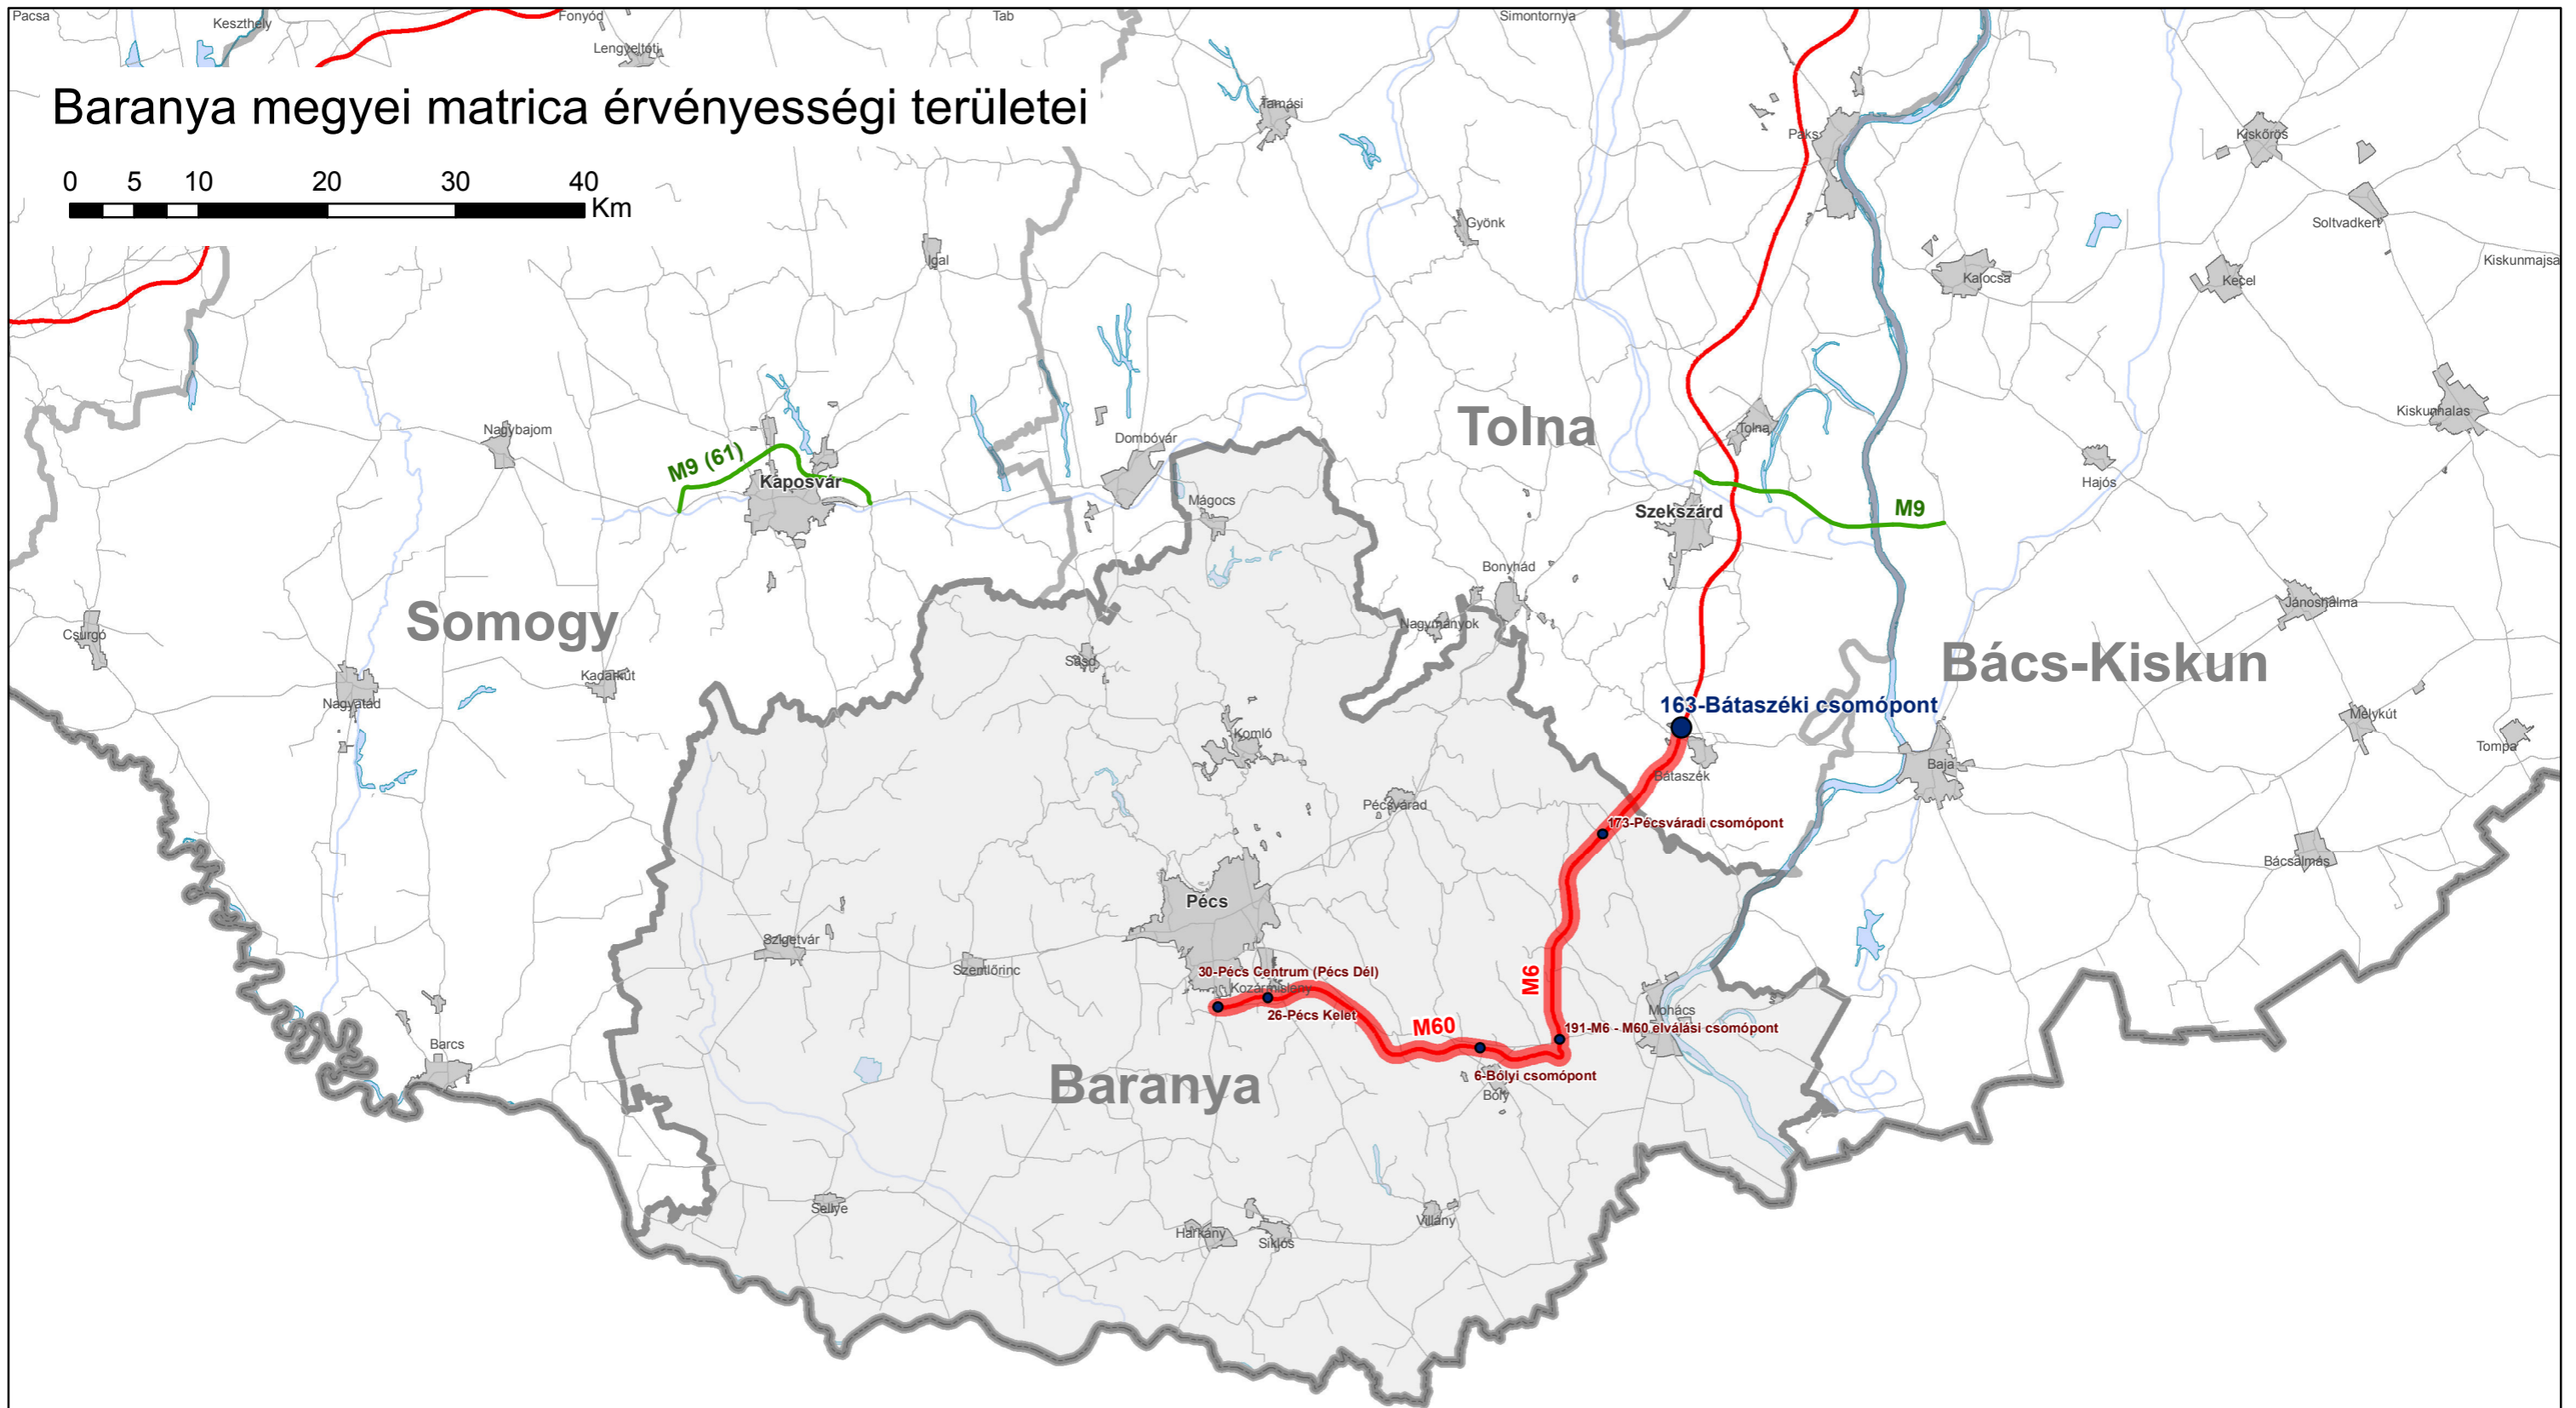 Pacsa
Keszthely
Fonyód
Tab
Simontornya
Lengyeltóti
Baranya megyei matrica érvényességi területei
0 5 10 20 30 40
Km
Tamási
Paks
Kiskőrös
Gyönk
Soltvadkert
Igal
Kiskunmajsa
Kalocsa
Kecel
Tolna
Kiskunhalas
Nagybajom
Tolna
Dombóvár
M9 (61)
Kaposvár
Hajós
Mágocs
Szekszárd
M9
Bonyhád
Jánoshalma
Somogy
Nagymányok
Csurgó
Sásd
Bács-Kiskun
Kadarkút
Nagyatád
163-Bátaszéki csomópont
Mélykút
Komló
Tompa
Baja
Bátaszék
Pécsvárad
173-Pécsváradi csomópont
Bácsalmás
Pécs
Szigetvár
Szentlőrinc
30-Pécs Centrum (Pécs Dél)
M6
Kozármisleny
Mohács
26-Pécs Kelet
M60
191-M6 - M60 elválási csomópont
Barcs
Baranya
6-Bólyi csomópont
Bóly
Sellye
Villány
Harkány
Siklós